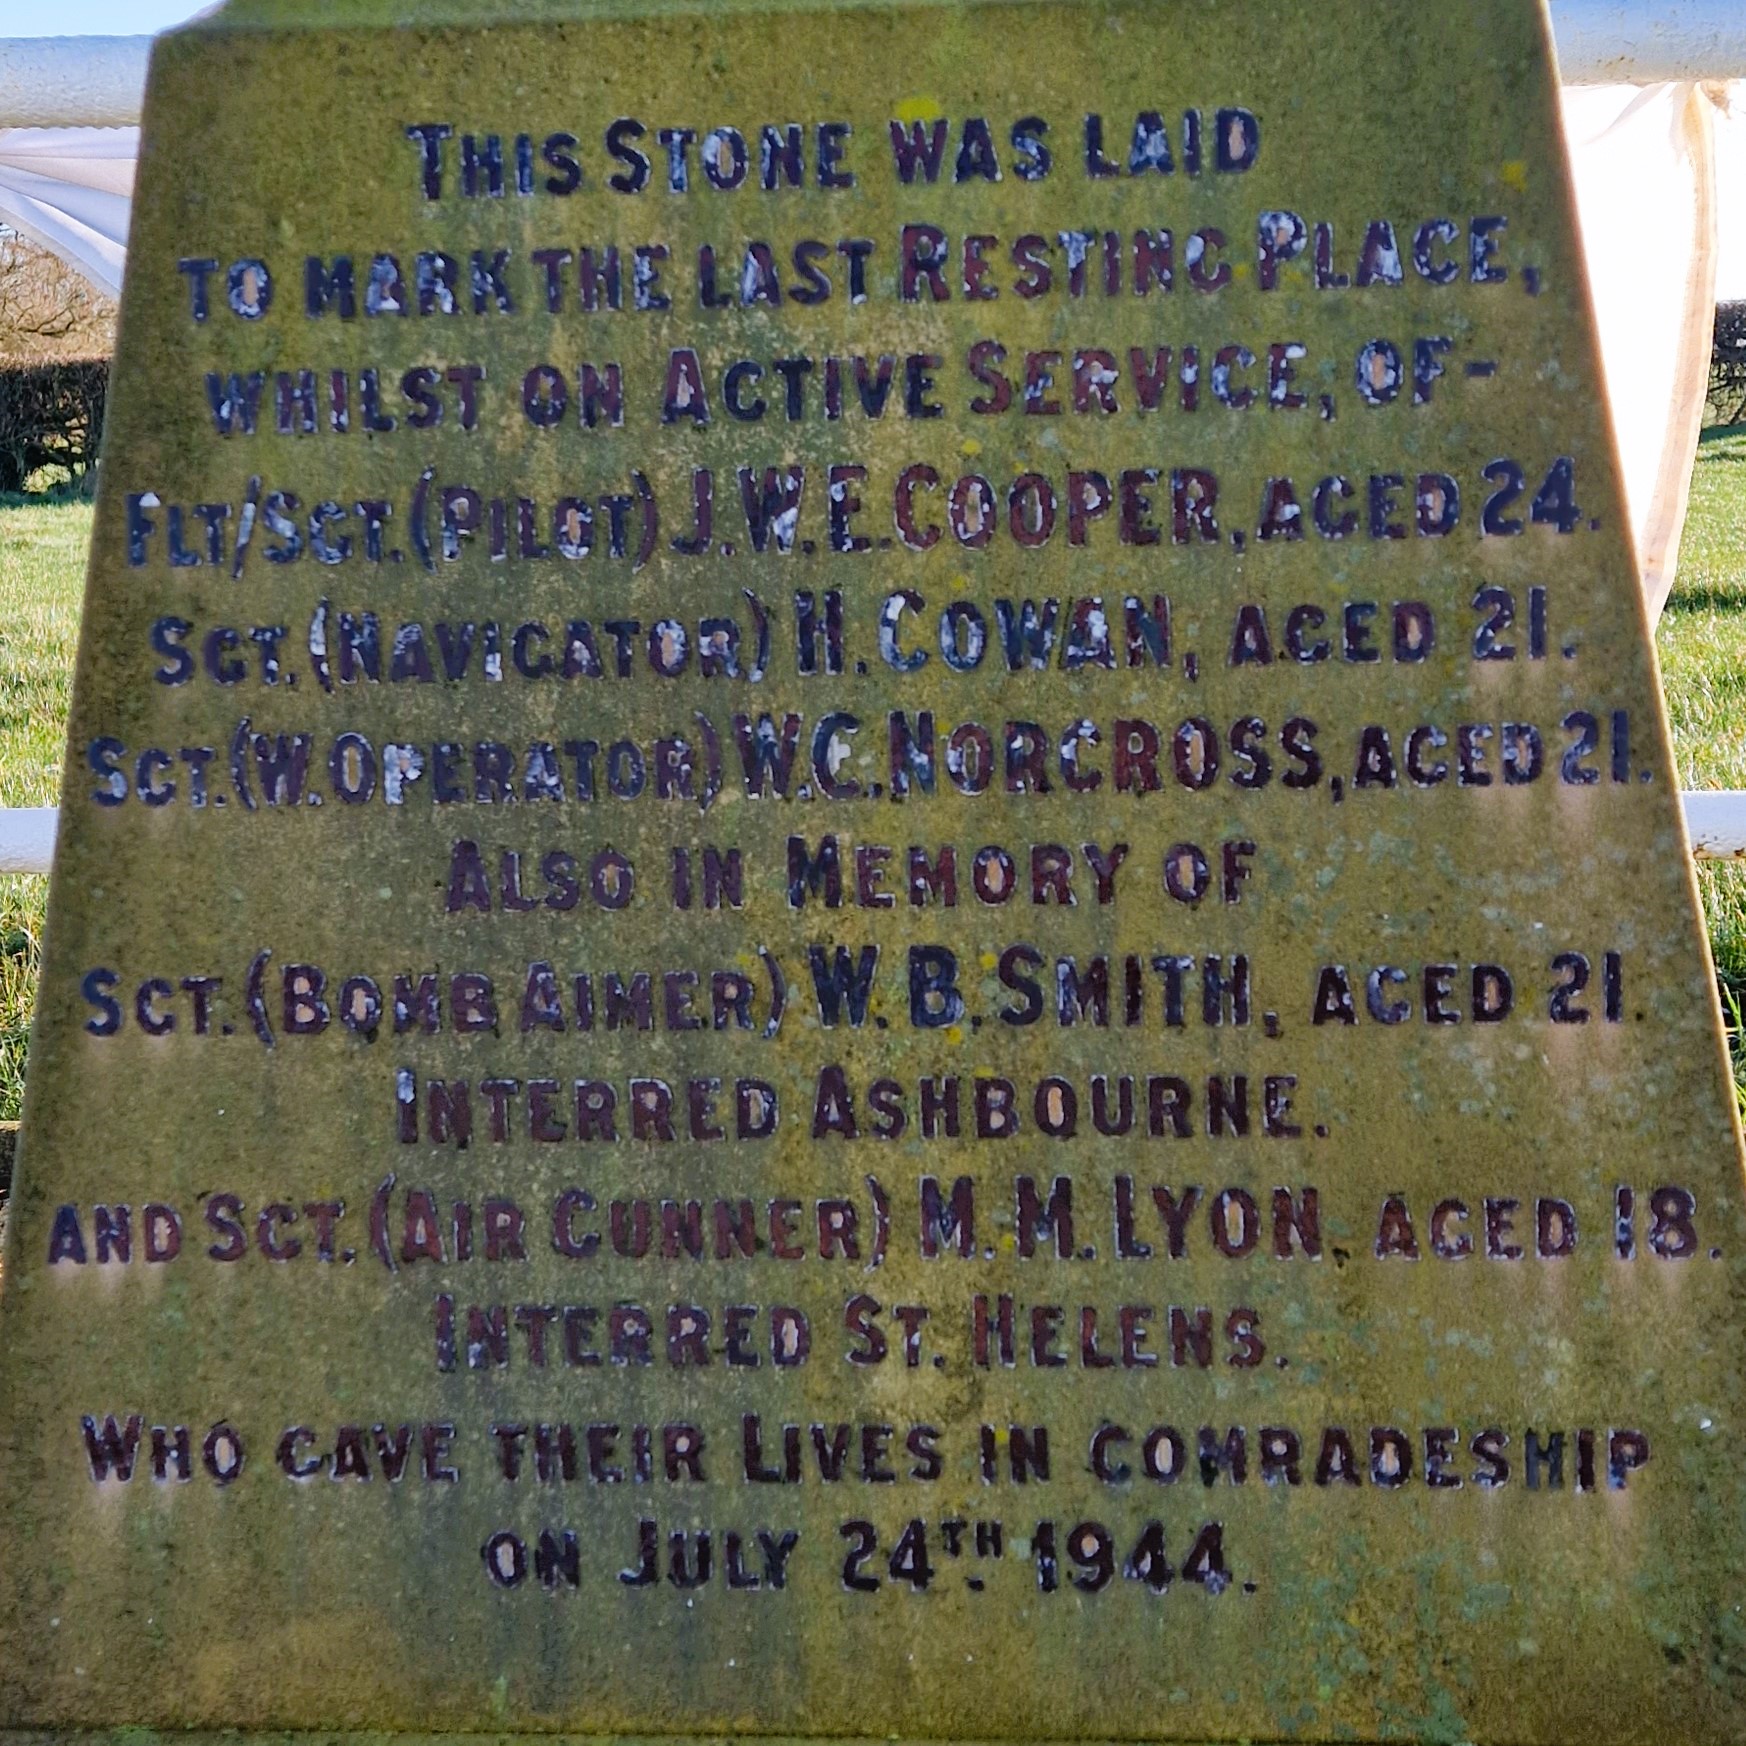 THIS STONE WAS LAID
TO MARK THE LAST RESTING PLACE,
WHILST ON ACTIVE SERVICE, OF-
FLT/SGT. (PILOT) J.W.E. COOPER, AGED 24.
SGT. (NAVIGATOR) H. COWAN, AGED 21.
SGT. (W. OPERATOR) W.C. NORCROSS, AGED 21.
ALSO IN MEMORY OF
SGT. (BOMB AIMER) W.B. SMITH, AGED 21.
INTERRED ASHBOURNE.
AND SGT. (AIR GUNNER) M.M. LYON, AGED 18.
INTERRED ST. HELENS.
WHO GAVE THEIR LIVES IN COMRADESHIP
ON JULY 24TH. 1944.